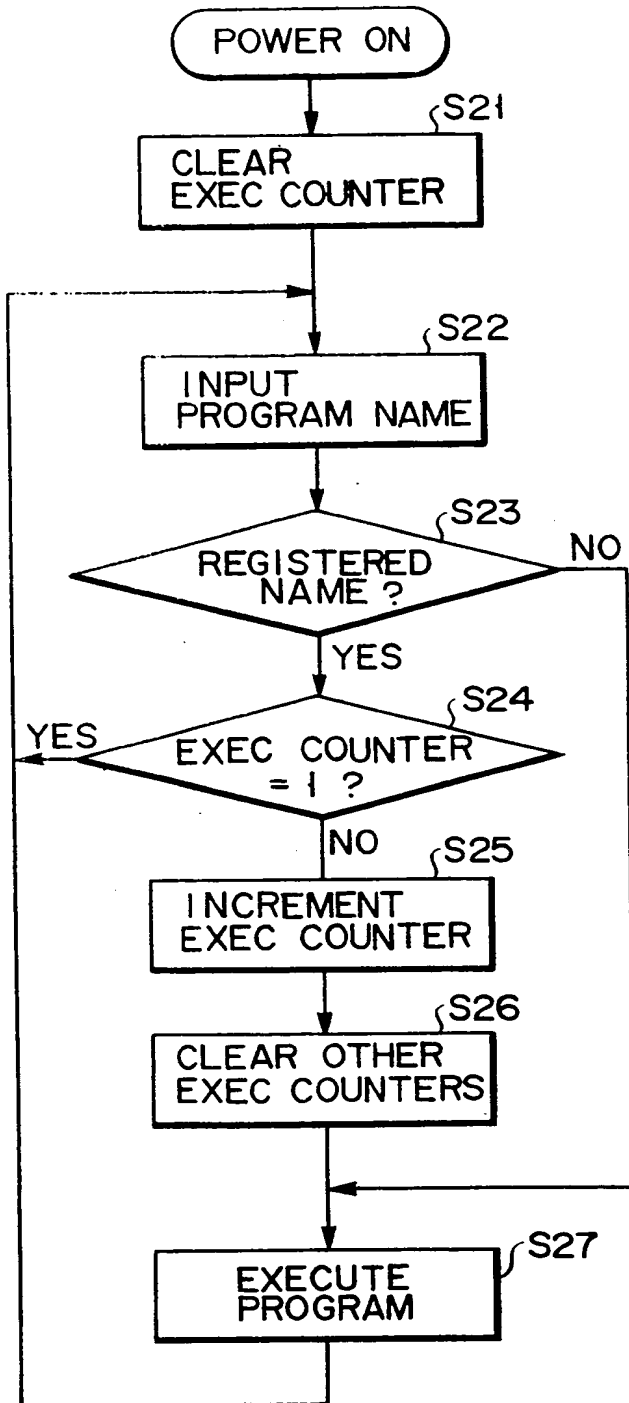 POWER ON
S21
CLEAR
EXEC COUNTER
S22
INPUT
PROGRAM NAME
S23
REGISTERED
NAME?
NO
YES
S24
YES
EXEC COUNTER
= 1 ?
NO
S25
INCREMENT
EXEC COUNTER
S26
CLEAR OTHER
EXEC COUNTERS
S27
EXECUTE
PROGRAM